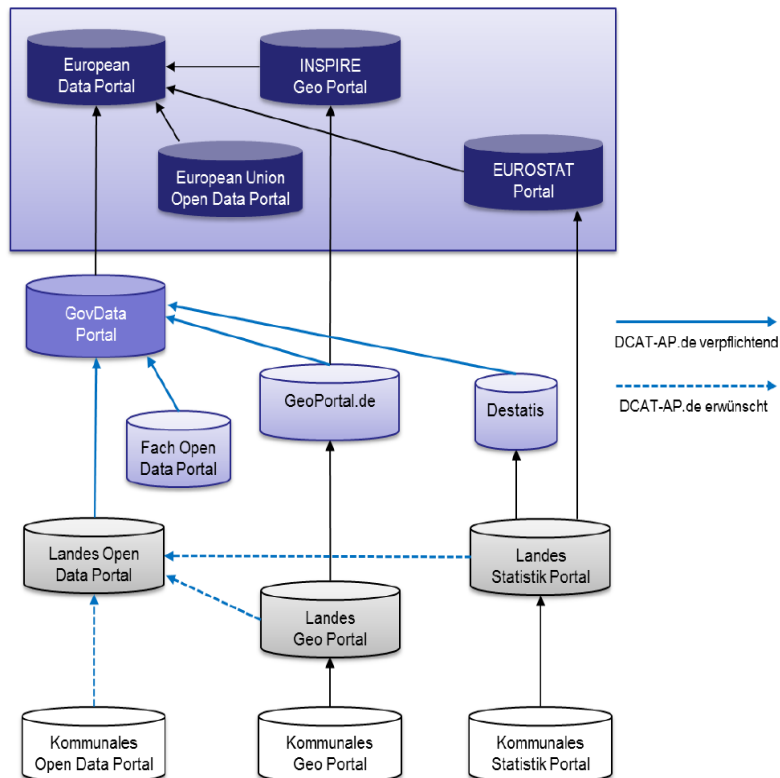 European
Data Portal
INSPIRE
Geo Portal
European Union
Open Data Portal
EUROSTAT
Portal
GovData
Portal
DCAT-AP.de verpflichtend
GeoPortal.de
Destatis
DCAT-AP.de erwünscht
Fach Open
Data Portal
Landes Open
Data Portal
Landes
Statistik Portal
Landes
Geo Portal
Kommunales
Open Data Portal
Kommunales
Geo Portal
Kommunales
Statistik Portal